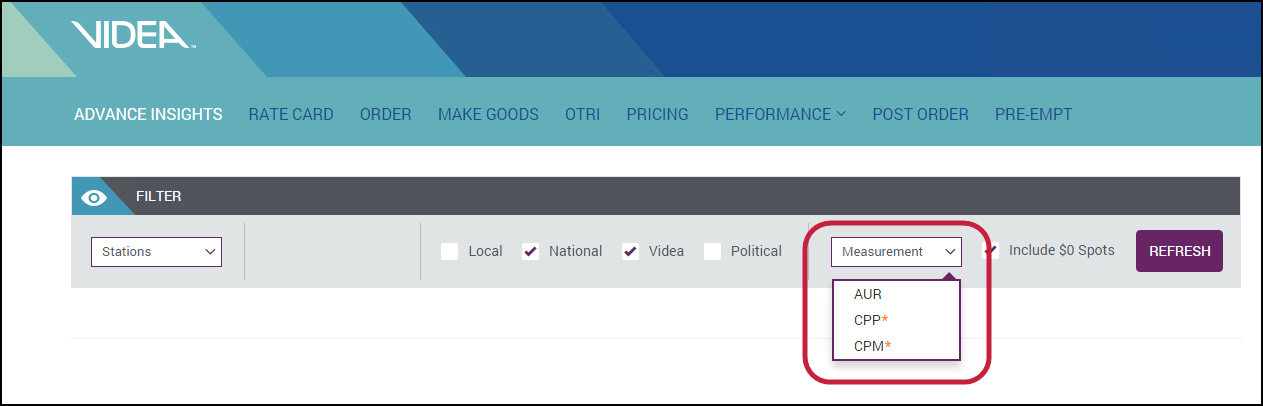 VIDEA™
ADVANCE INSIGHTS RATE CARD ORDER MAKE GOODS OTRI PRICING PERFORMANCE POST ORDER PRE-EMPT
FILTER
Stations Local National Videa Political Measurement Include $0 Spots REFRESH
AUR
CPP*
CPM*